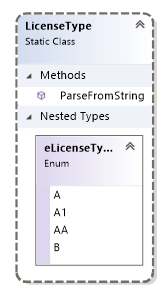 LicenseType
Static Class
Methods
ParseFromString
Nested Types
eLicenseTy...
Enum
A
A1
AA
B